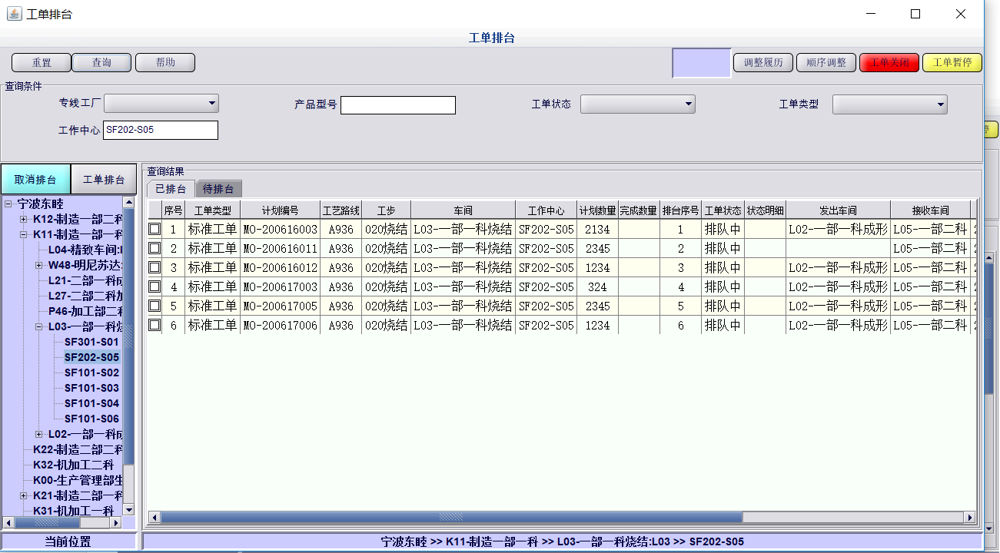 工单排台
工单排台
重置 查询 帮助 调整履历 顺序调整 工单关闭 工单暂停
查询条件
专线工厂 产品型号 工单状态 工单类型
工作中心 SF202-S05
取消排台 工单排台
宁波东睦
K12-制造一部二科
K11-制造一部一科
L04-精致车间:
W48-明尼苏达:
L21-二部一科成
L27-二部二科加
P46-加工部二科
L03-一部一科烧
SF301-S01
SF202-S05
SF101-S02
SF101-S03
SF101-S04
SF101-S06
L02-一部一科成
K22-制造二部二科
K32-机加工二科
K00-生产管理部生
K21-制造二部一科
K31-机加工一科
当前位置
查询结果
已排台 待排台
序号 工单类型 计划编号 工艺路线 工步 车间 工作中心 计划数量 完成数量 排台序号 工单状态 状态明细 发出车间 接收车间
1 标准工单 MO-200616003 A936 020烧结 L03-一部一科烧结 SF202-S05 2134 1 排队中 L02-一部一科成形 L05-一部二科
2 标准工单 MO-200616011 A936 020烧结 L03-一部一科烧结 SF202-S05 2345 2 排队中 L05-一部二科
3 标准工单 MO-200616012 A936 020烧结 L03-一部一科烧结 SF202-S05 1234 3 排队中 L02-一部一科成形 L05-一部二科
4 标准工单 MO-200617003 A936 020烧结 L03-一部一科烧结 SF202-S05 324 4 排队中 L02-一部一科成形 L05-一部二科
5 标准工单 MO-200617005 A936 020烧结 L03-一部一科烧结 SF202-S05 2345 5 排队中 L02-一部一科成形 L05-一部二科
6 标准工单 MO-200617006 A936 020烧结 L03-一部一科烧结 SF202-S05 1234 6 排队中 L02-一部一科成形 L05-一部二科
宁波东睦 >> K11-制造一部一科 >> L03-一部一科烧结:L03 >> SF202-S05